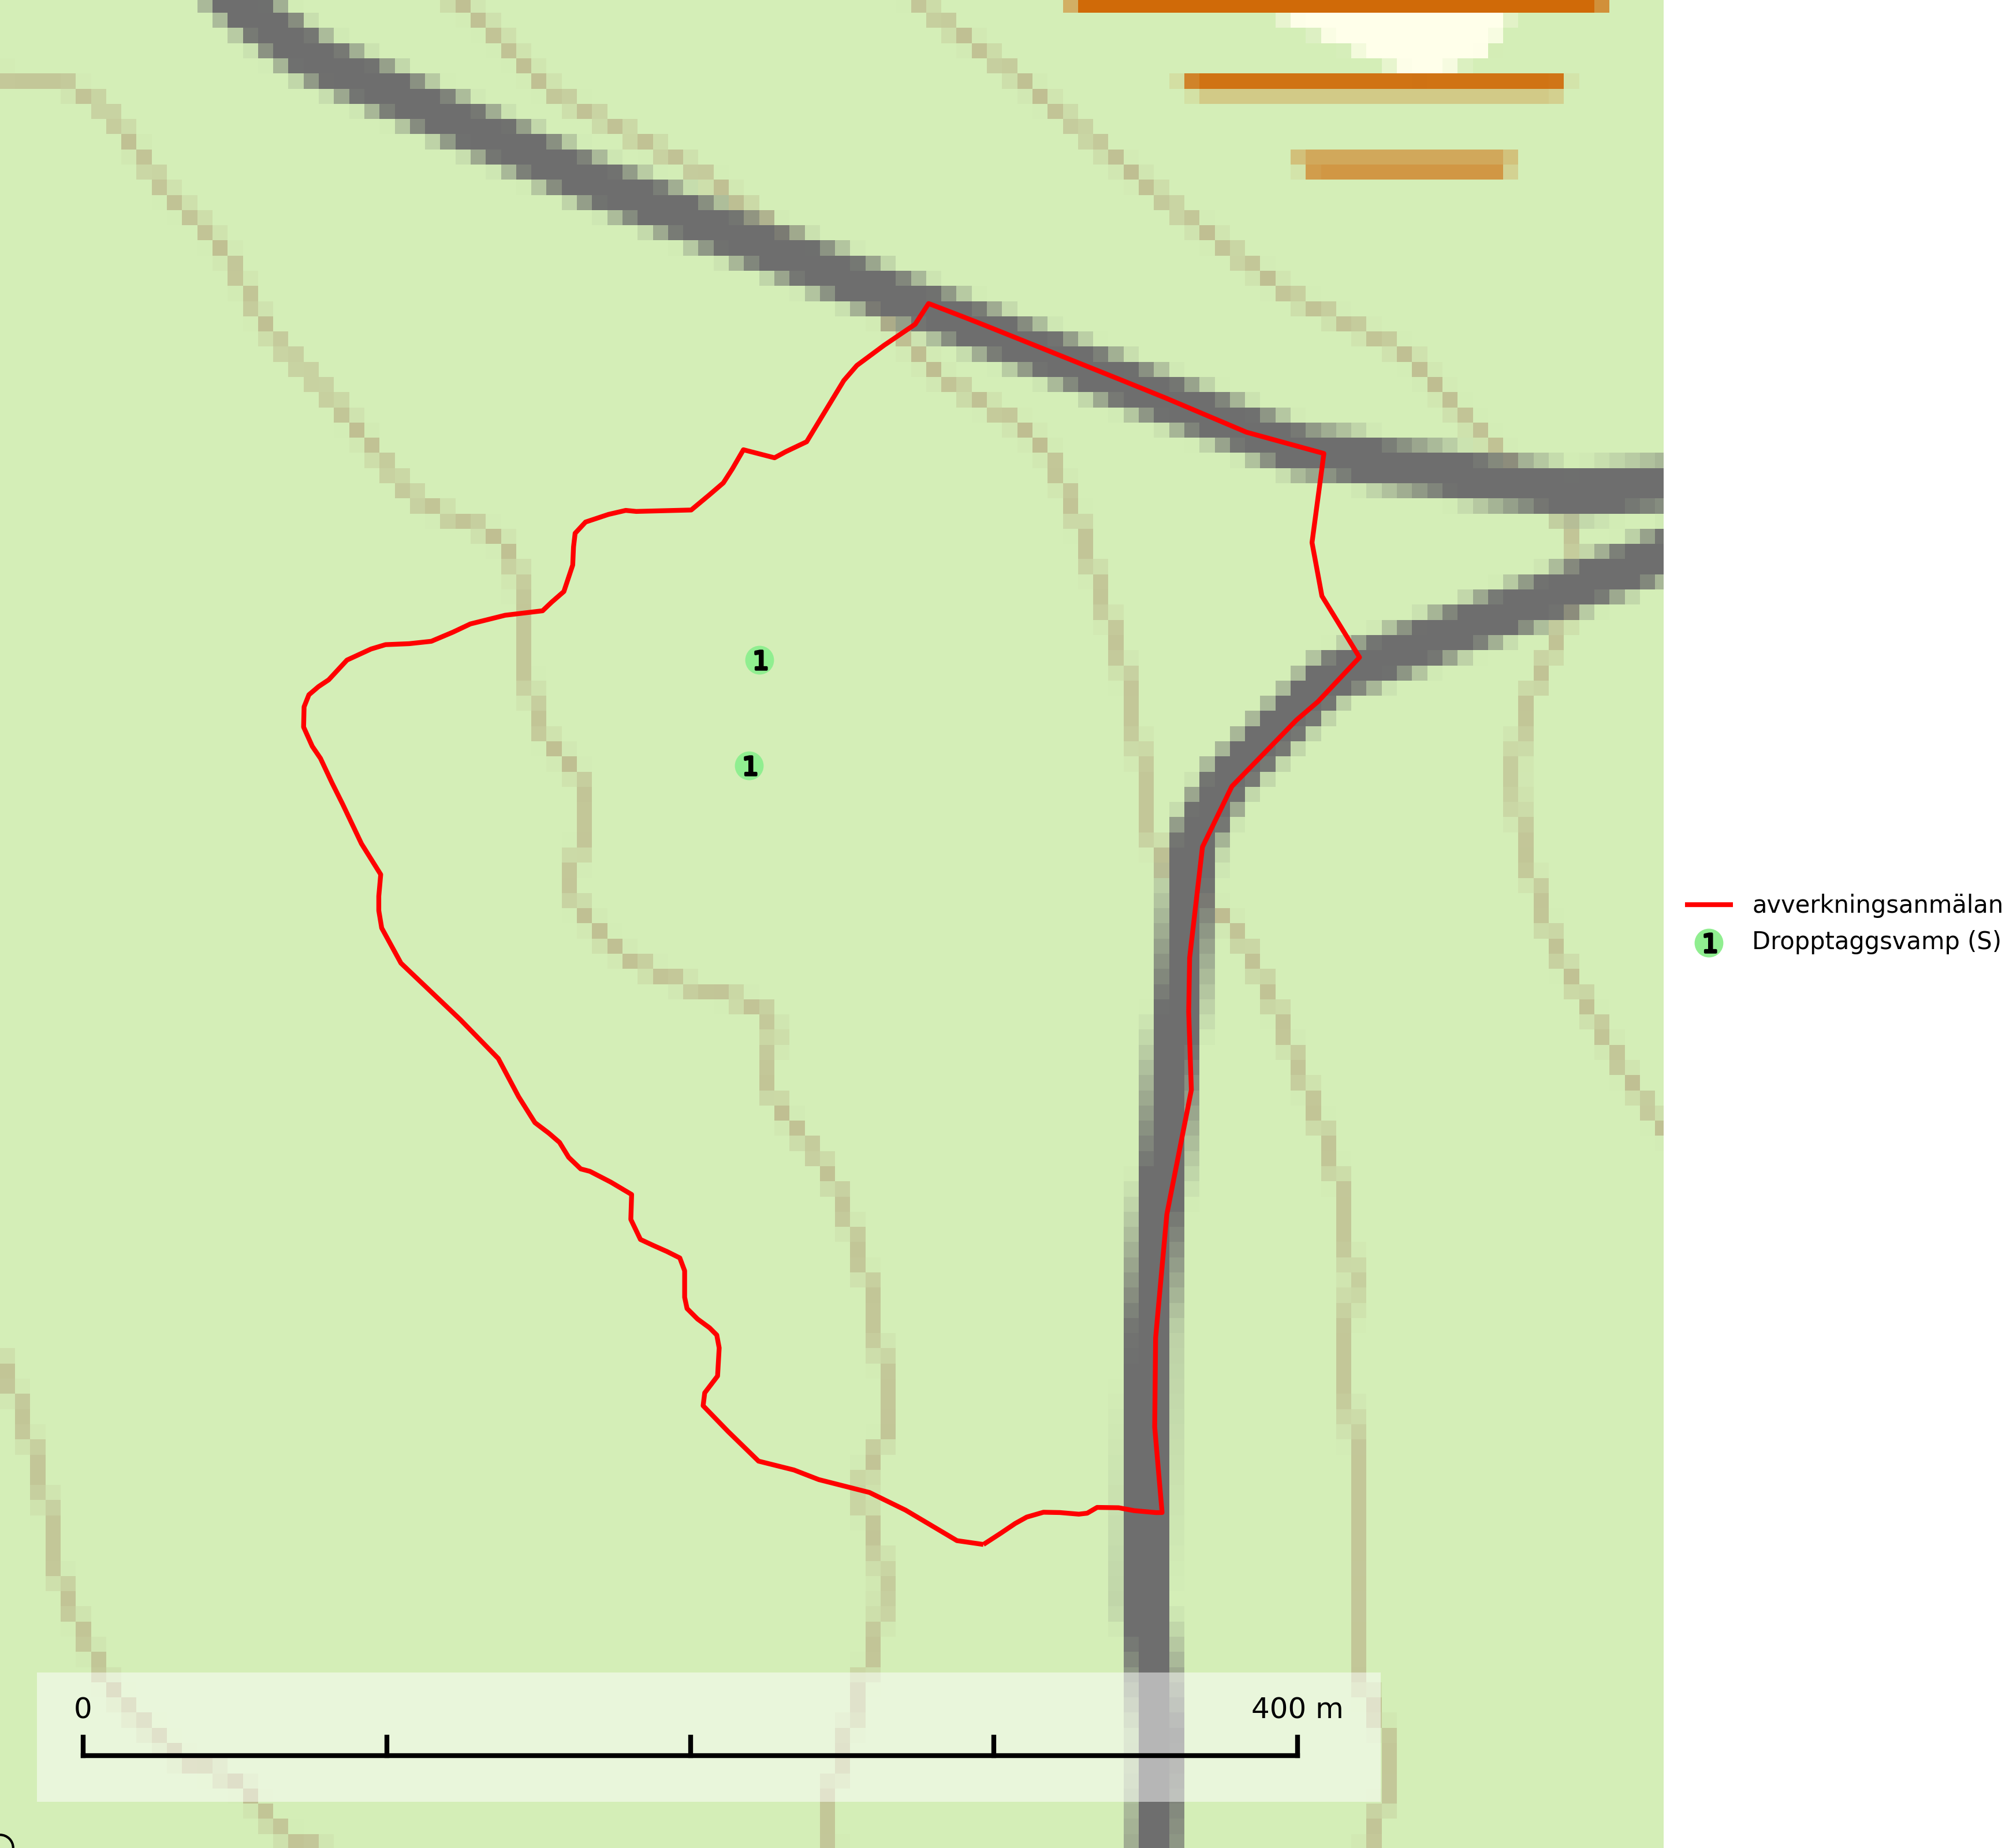 1
1
avverkningsanmälan
1 Dropptaggsvamp (S)
0 400 m